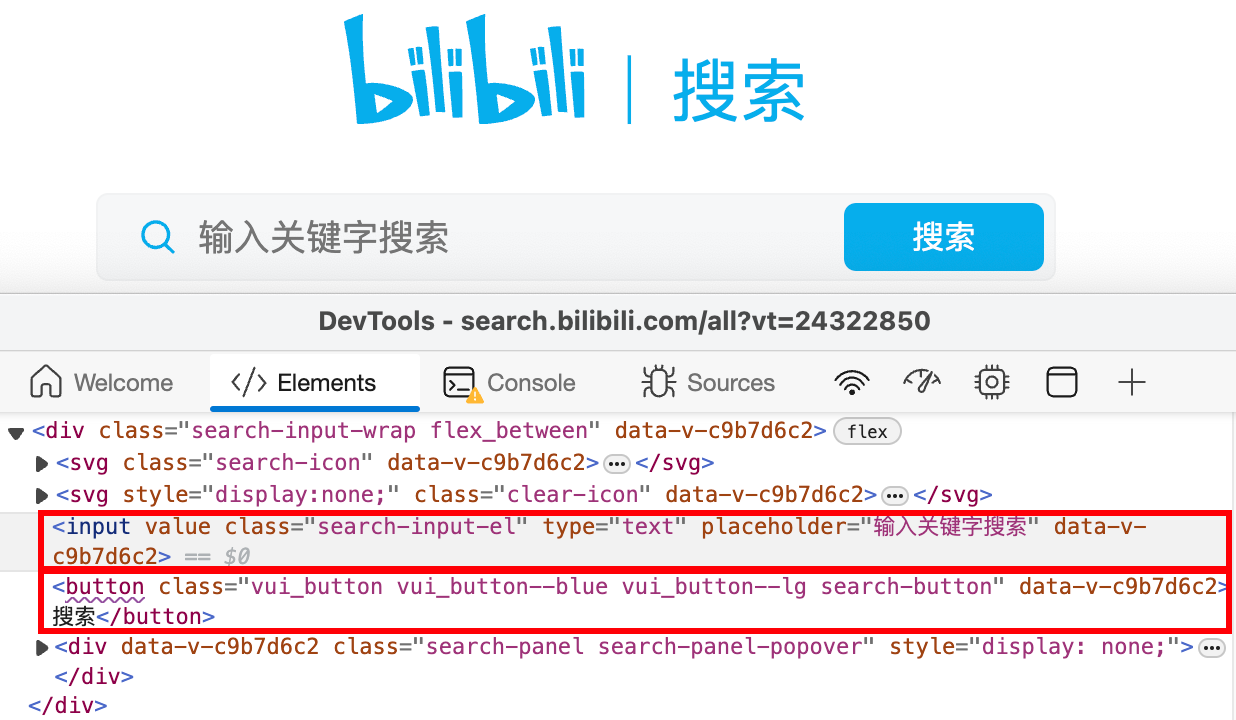 bilibili | 搜索
输入关键字搜索 搜索
DevTools - search.bilibili.com/all?vt=24322850
Welcome </> Elements Console Sources
<div class="search-input-wrap flex_between" data-v-c9b7d6c2> flex
<svg class="search-icon" data-v-c9b7d6c2>…</svg>
<svg style="display:none;" class="clear-icon" data-v-c9b7d6c2>…</svg>
<input value class="search-input-el" type="text" placeholder="输入关键字搜索" data-v-
c9b7d6c2> == $0
<button class="vui_button vui_button--blue vui_button--lg search-button" data-v-c9b7d6c2>
搜索</button>
<div data-v-c9b7d6c2 class="search-panel search-panel-popover" style="display: none;">…
</div>
</div>